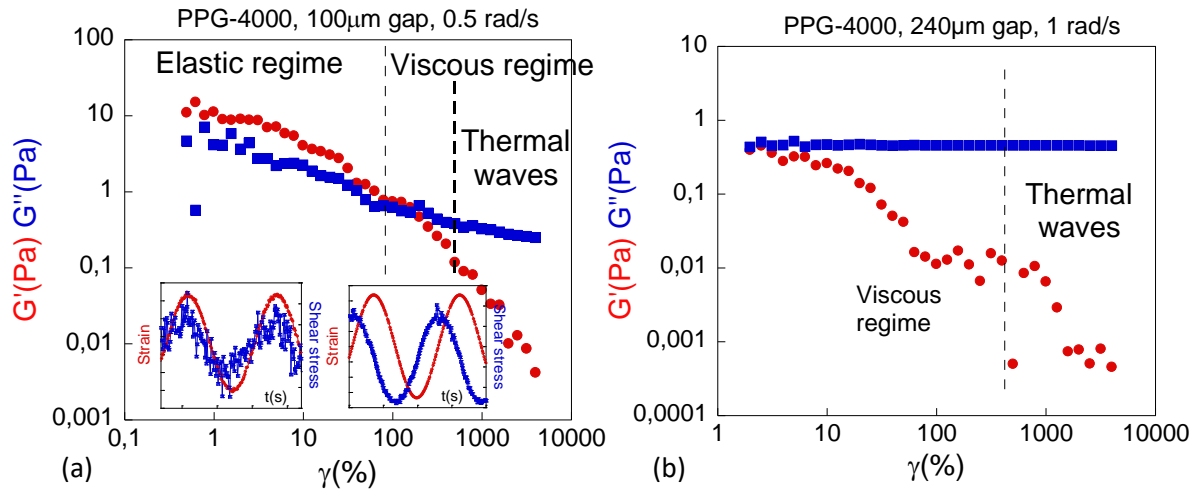 PPG-4000, 100μm gap, 0.5 rad/s
Elastic regime
Viscous regime
Thermal
waves
G'(Pa) G''(Pa)
100
10
1
0,1
0,01
0,001
Strain
Shear stress
t(s)
Strain
Shear stress
t(s)
0,1
1
10
100
1000
10000
(a)
γ(%)
PPG-4000, 240μm gap, 1 rad/s
G'(Pa) G''(Pa)
10
1
0,1
0,01
0,001
0,0001
Thermal
waves
Viscous
regime
1
10
100
1000
10000
(b)
γ(%)